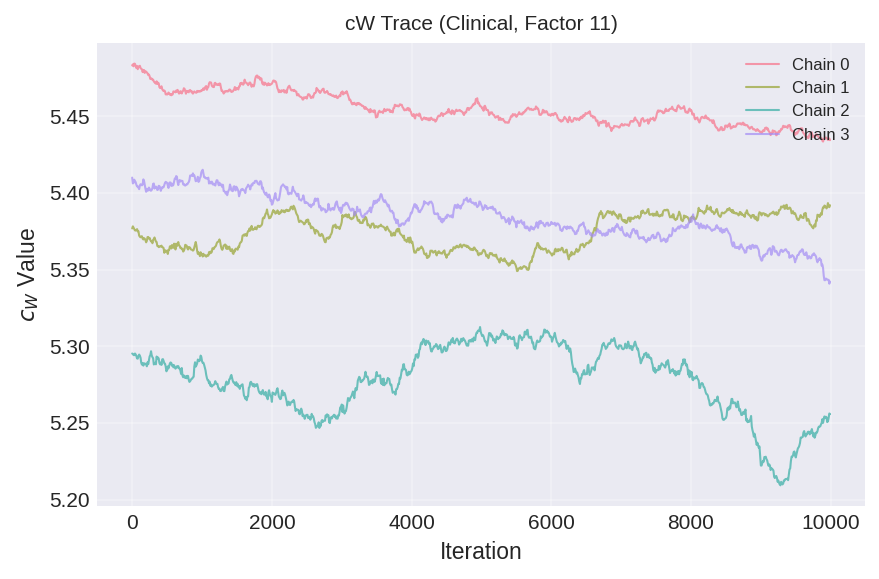 cW Trace (Clinical, Factor 11)
Chain 0
Chain 1
Chain 2
Chain 3
5.45
5.40
5.35
5.30
5.25
5.20
c_W Value
0 2000 4000 6000 8000 10000
Iteration